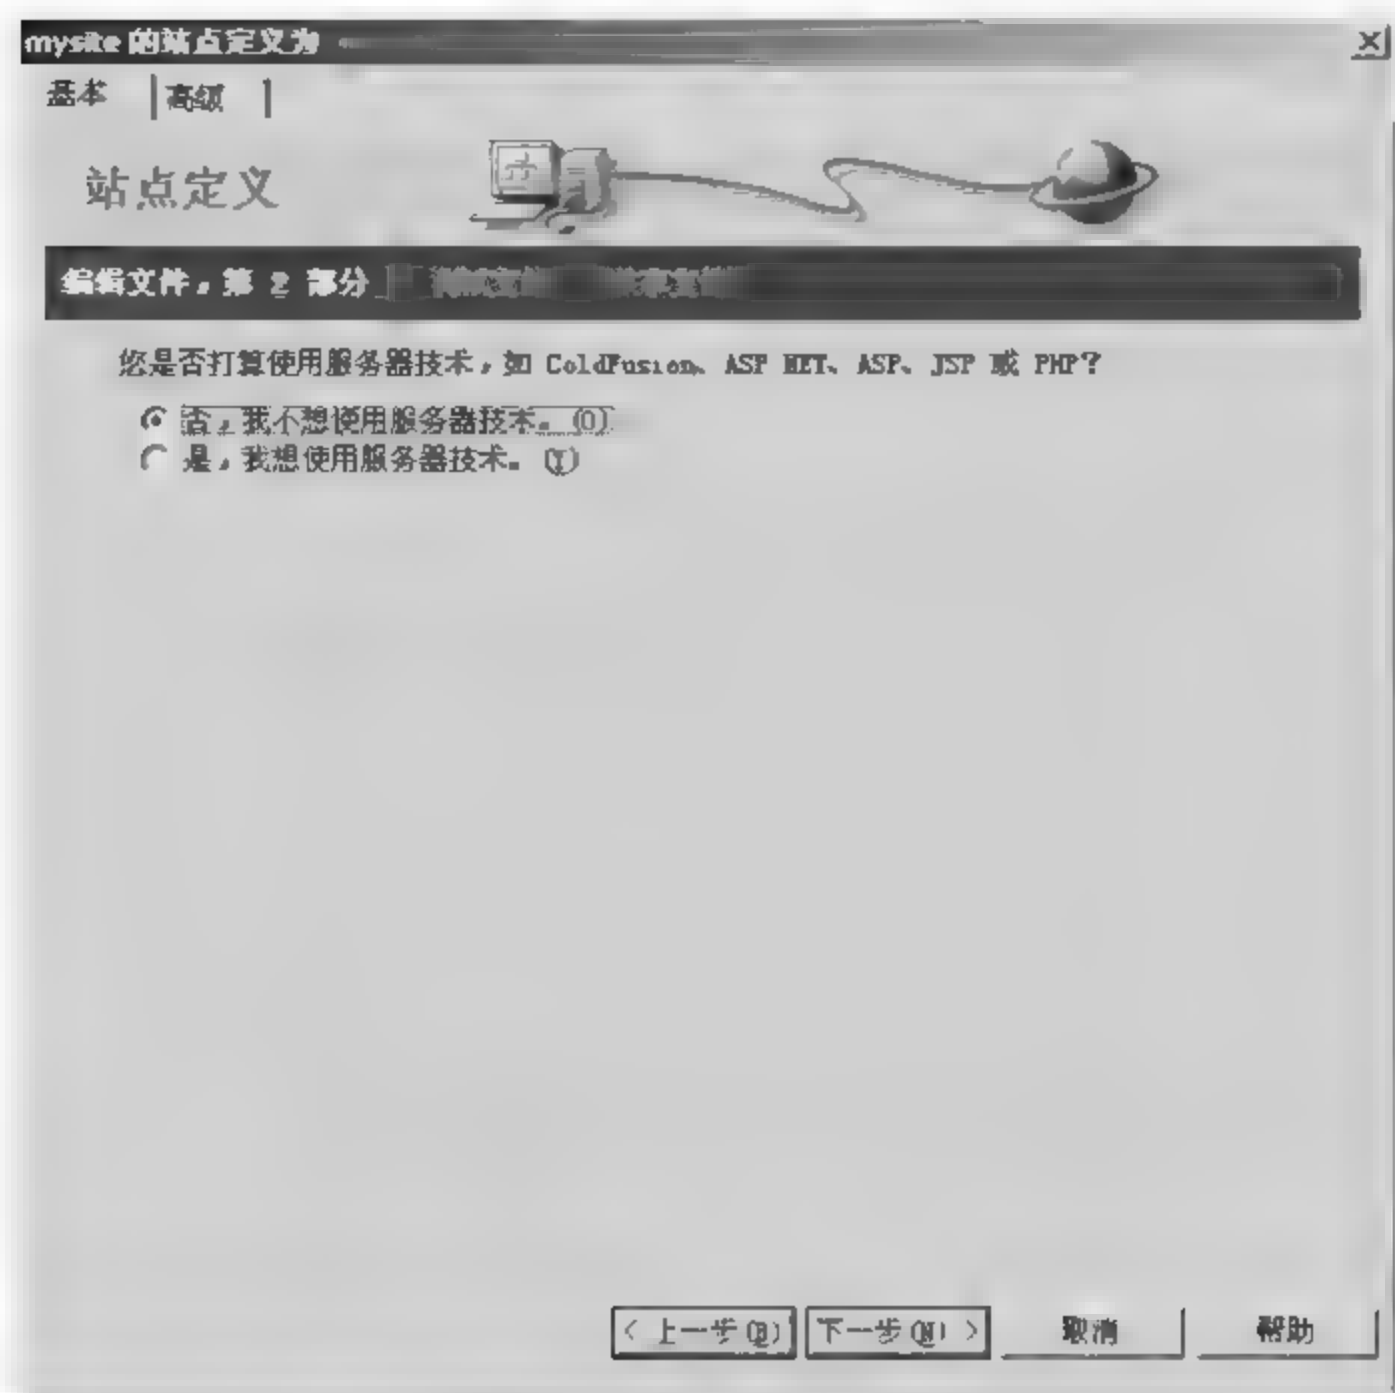 mysite 的站点定义为
基本 高级
站点定义
编辑文件，第 2 部分
您是否打算使用服务器技术，如 ColdFusion、ASP.NET、ASP、JSP 或 PHP？
否，我不想使用服务器技术。(O)
是，我想使用服务器技术。(Y)
< 上一步(B) 下一步(N) > 取消 帮助